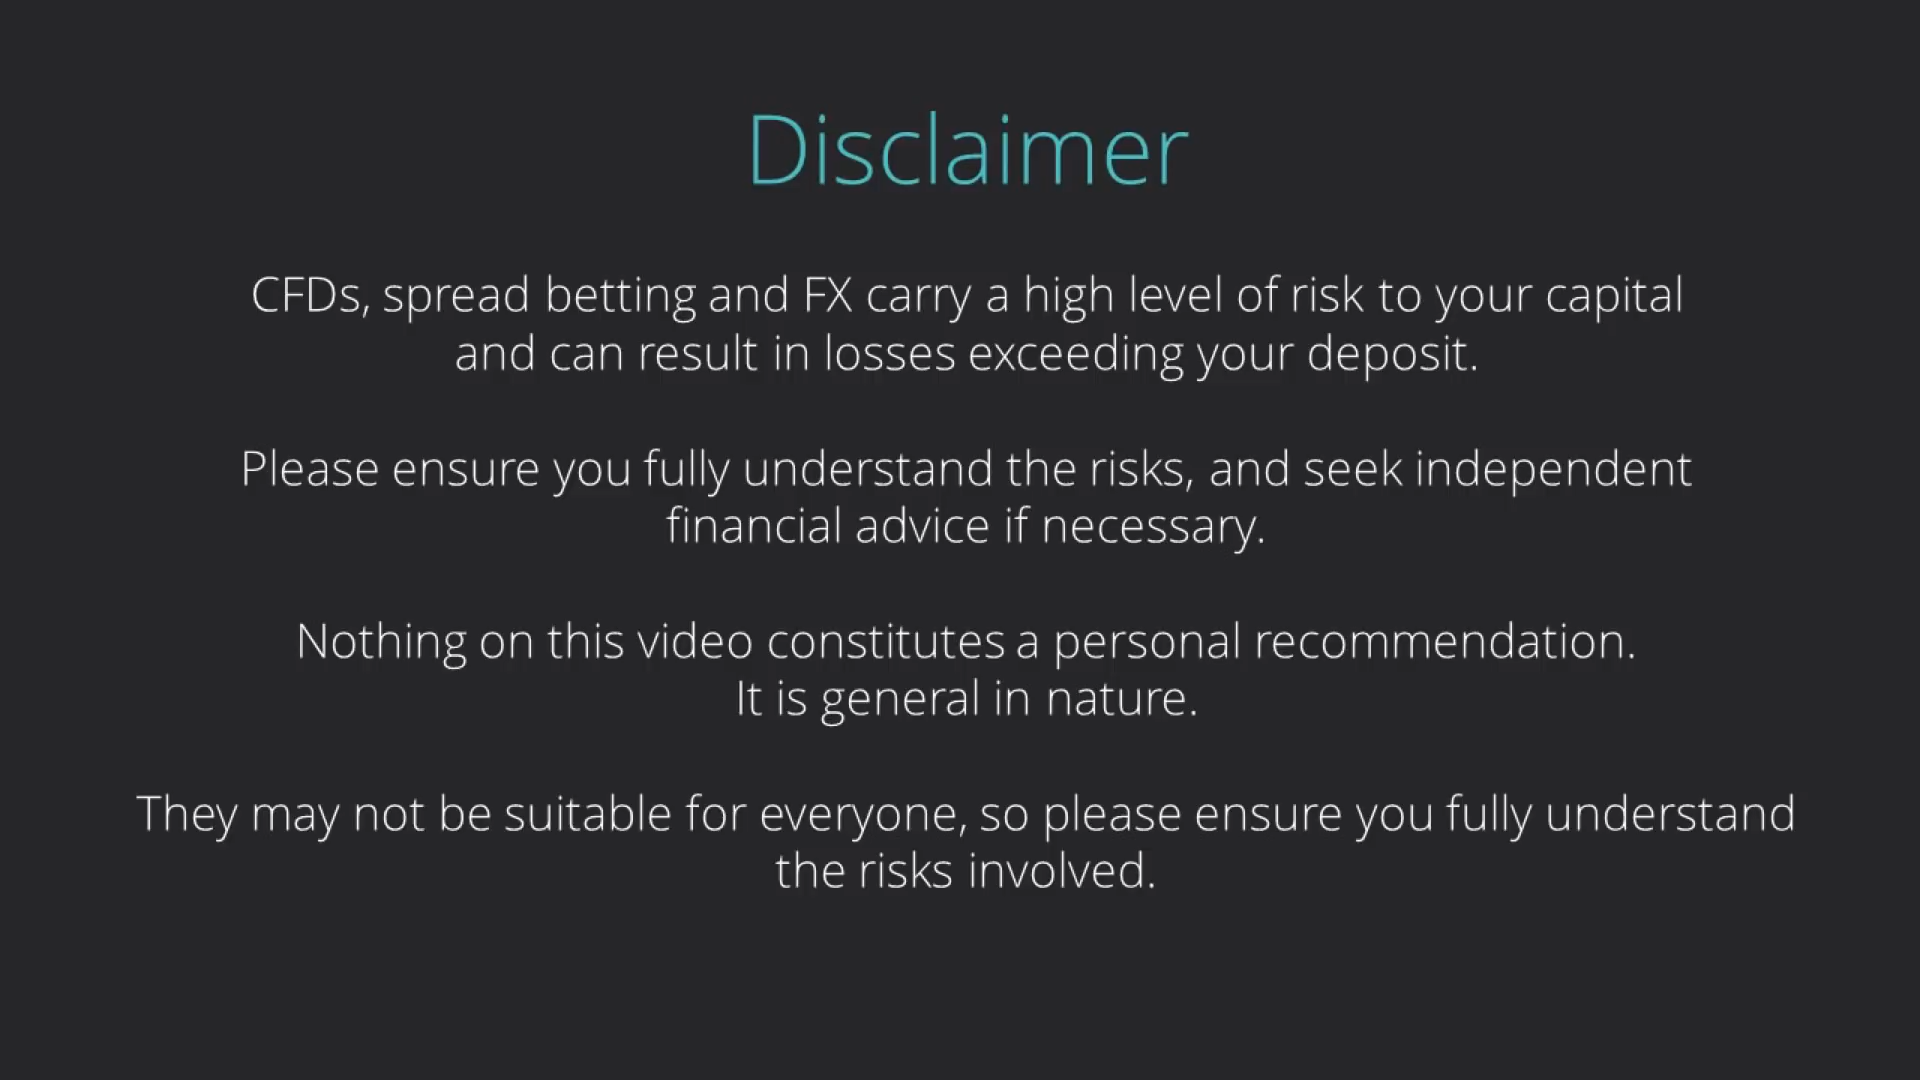 Disclaimer
CFDs, spread betting and FX carry a high level of risk to your capital
and can result in losses exceeding your deposit.
Please ensure you fully understand the risks, and seek independent
financial advice if necessary.
Nothing on this video constitutes a personal recommendation.
It is general in nature.
They may not be suitable for everyone, so please ensure you fully understand
the risks involved.